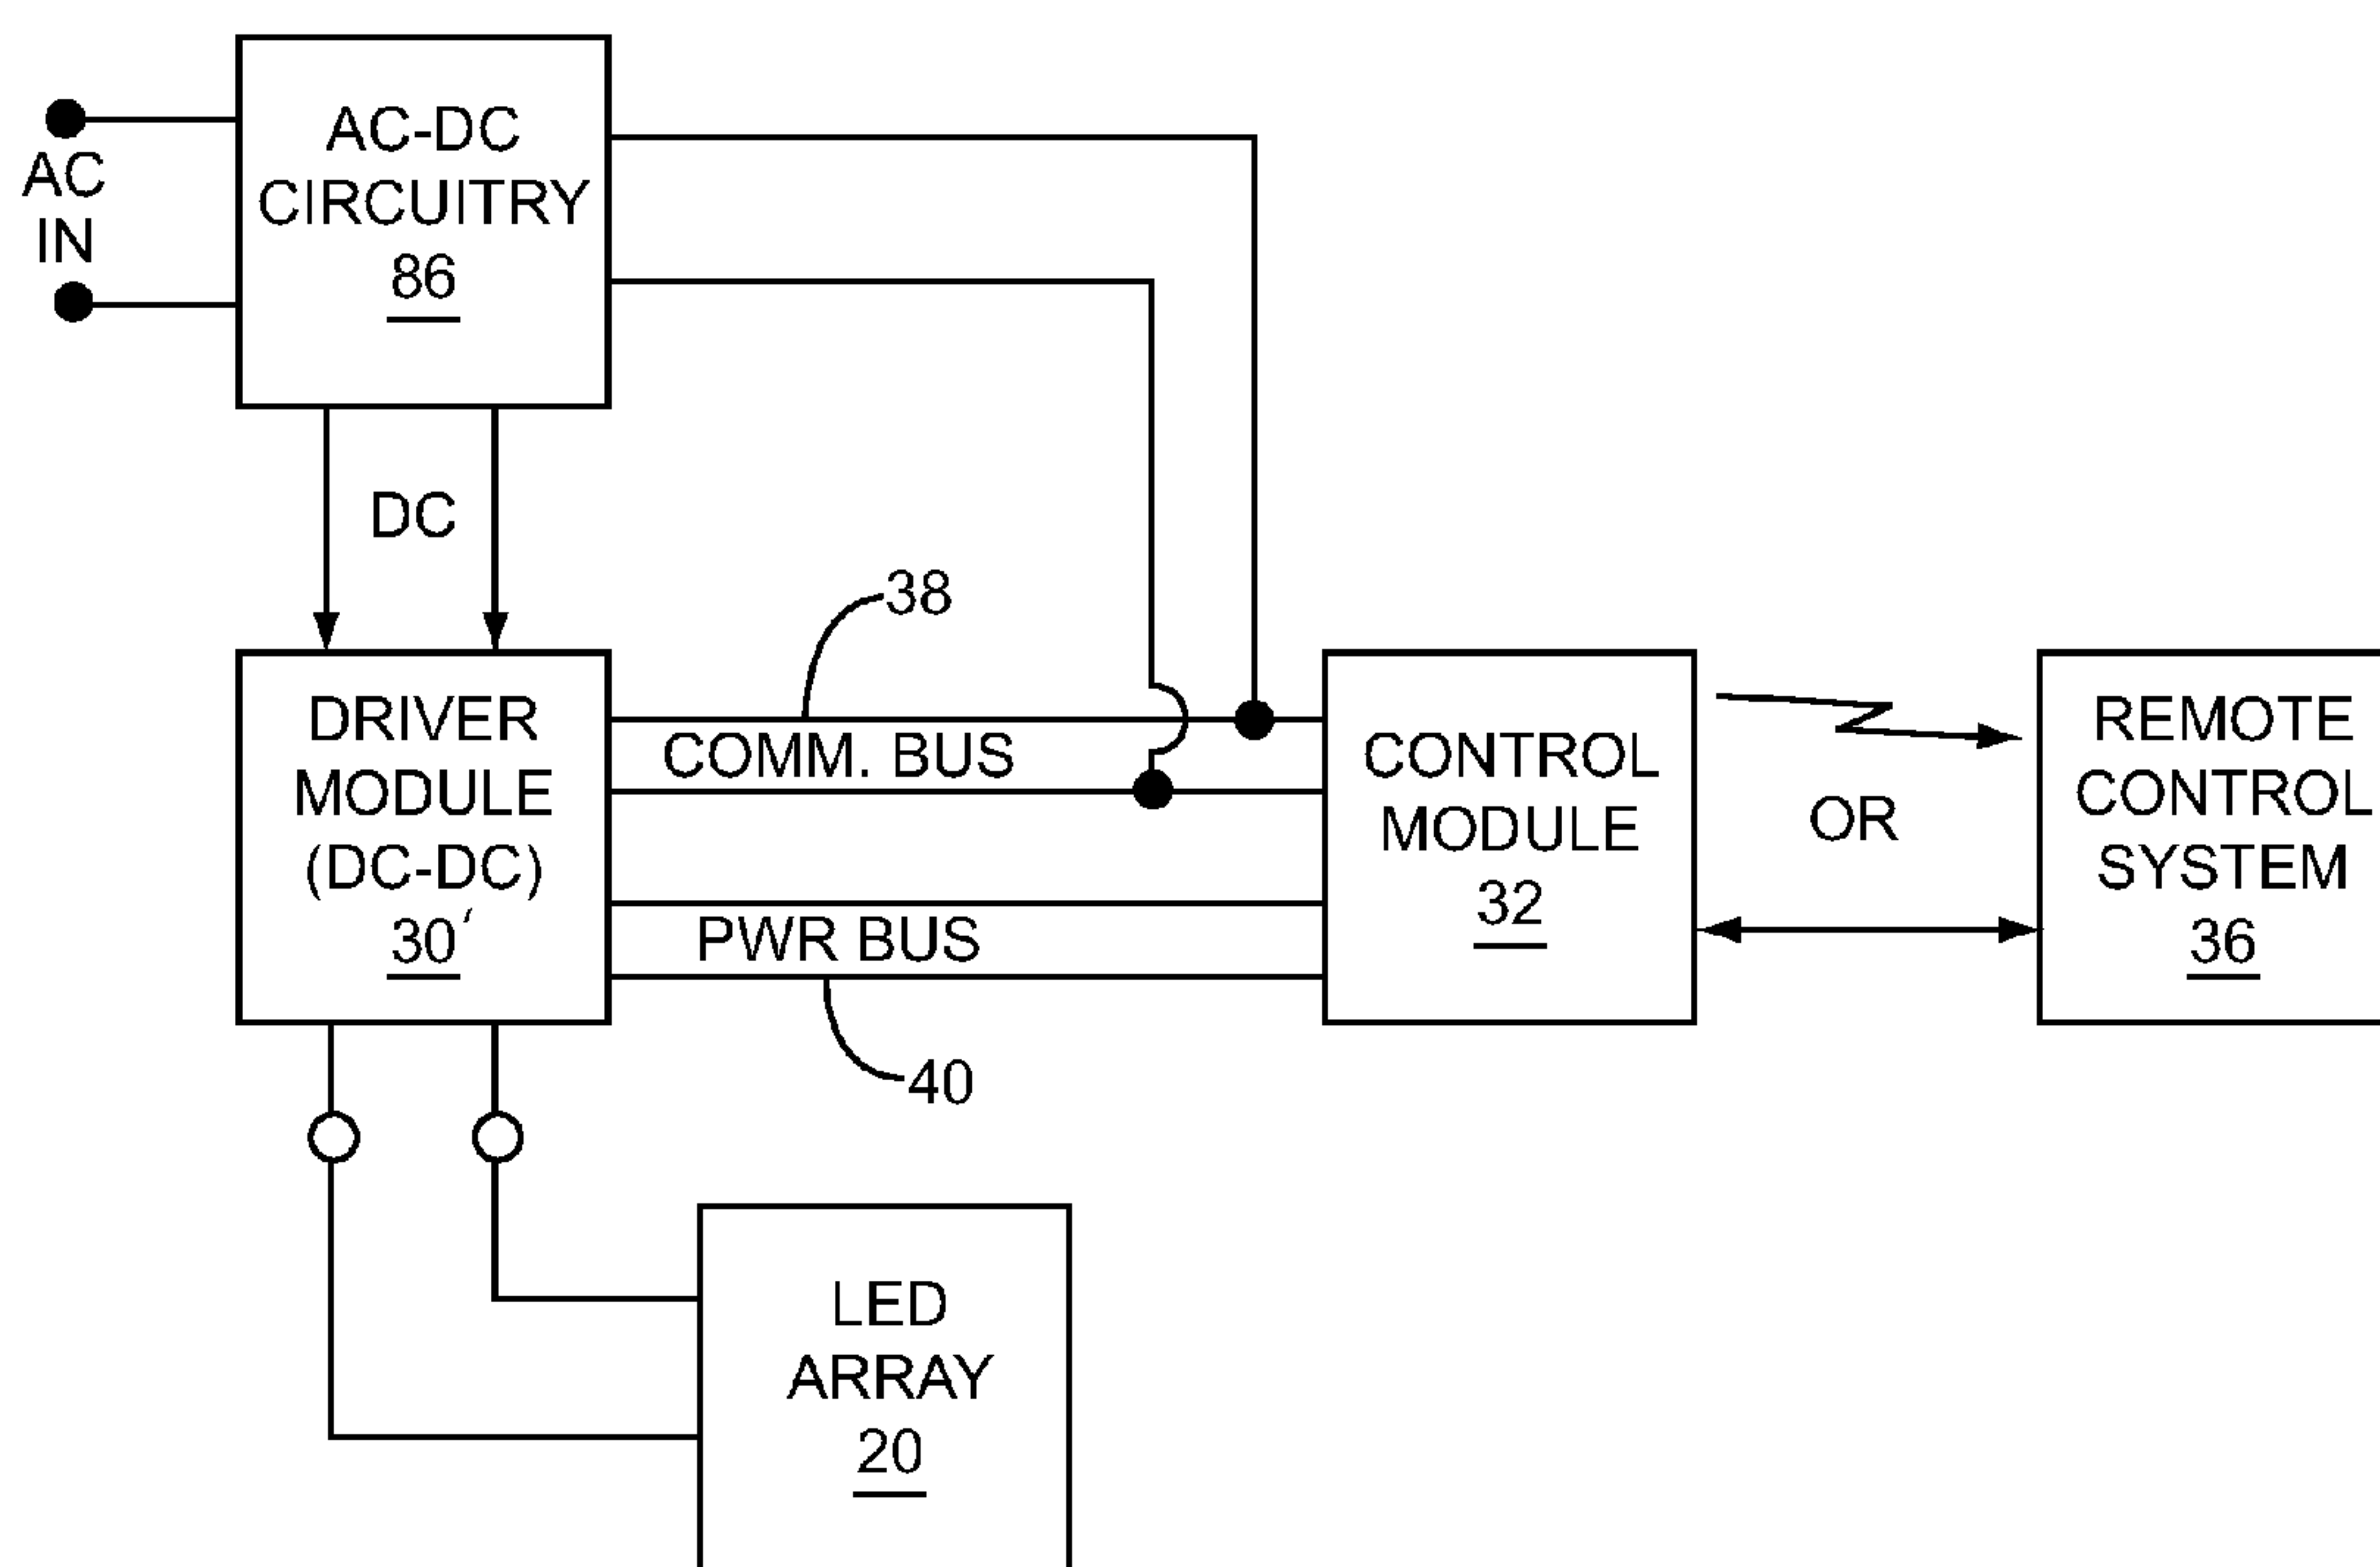 AC-DC
CIRCUITRY
86
AC
IN
DC
38
DRIVER
MODULE
(DC-DC)
30′
COMM. BUS
PWR BUS
40
CONTROL
MODULE
32
OR
REMOTE
CONTROL
SYSTEM
36
LED
ARRAY
20